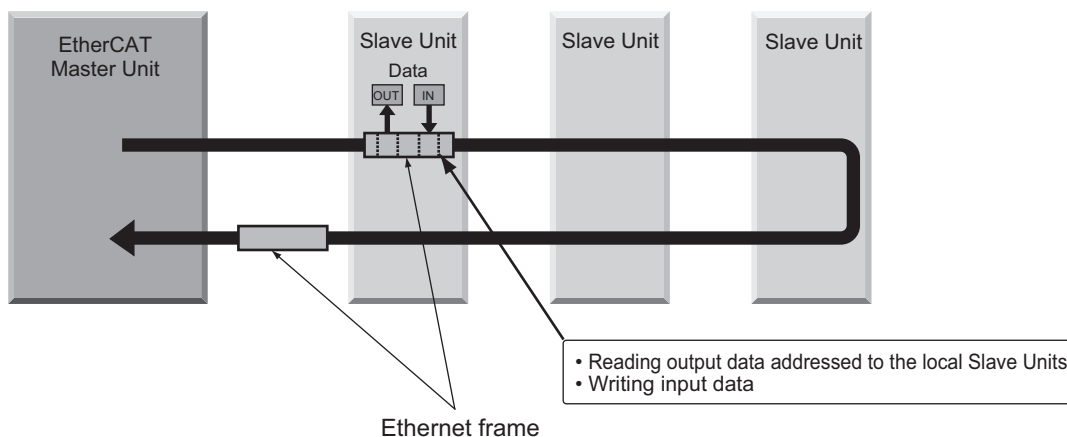 EtherCAT
Master Unit
Slave Unit
Data
OUT
IN
Slave Unit
Slave Unit
• Reading output data addressed to the local Slave Units
• Writing input data
Ethernet frame